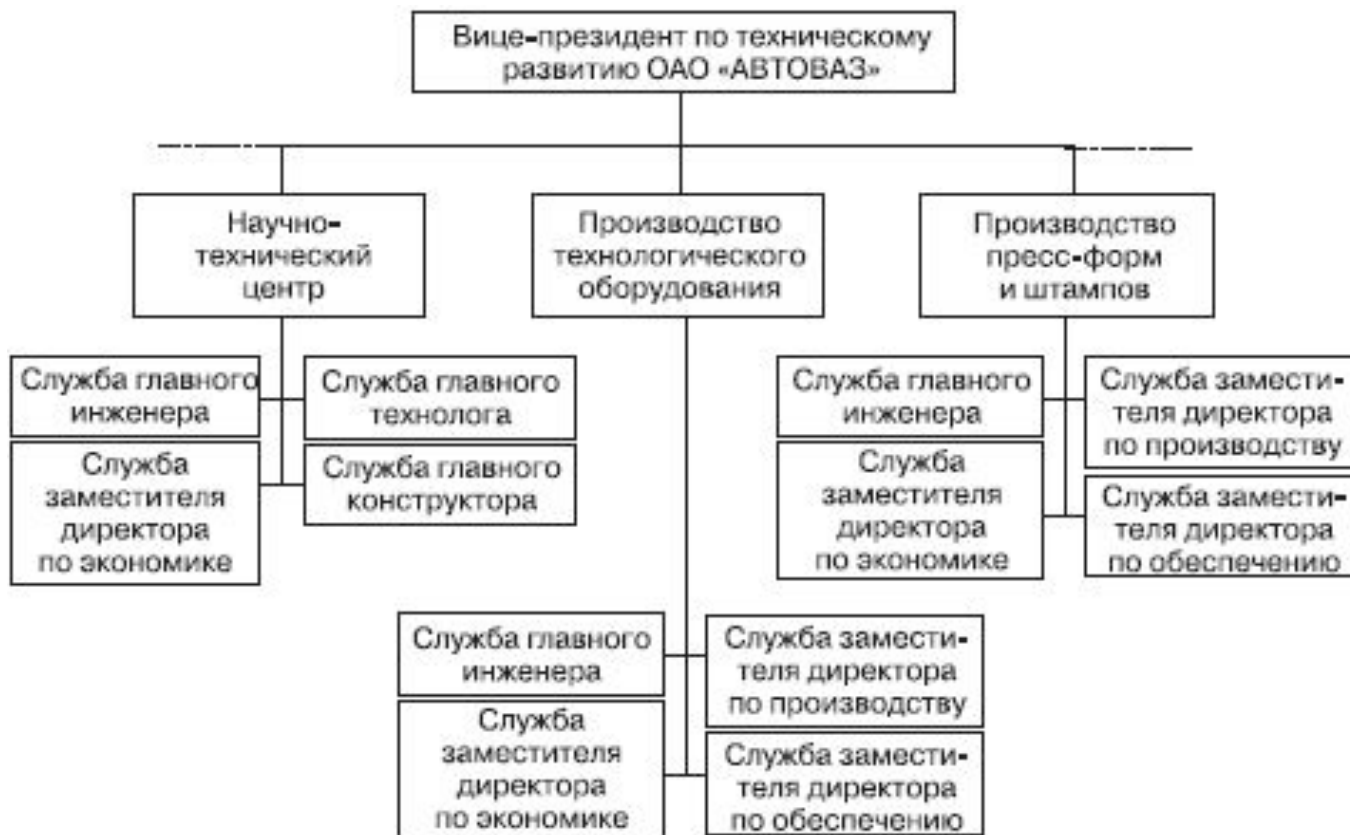 Вице-президент по техническому
развитию ОАО «АВТОВАЗ»
Научно-
технический
центр
Производство
технологического
оборудования
Производство
пресс-форм
и штампов
Служба главного
инженера
Служба главного
технолога
Служба
заместителя
директора
по экономике
Служба главного
конструктора
Служба главного
инженера
Служба замести-
теля директора
по производству
Служба
заместителя
директора
по экономике
Служба замести-
теля директора
по обеспечению
Служба главного
инженера
Служба замести-
теля директора
по производству
Служба
заместителя
директора
по экономике
Служба замести-
теля директора
по обеспечению